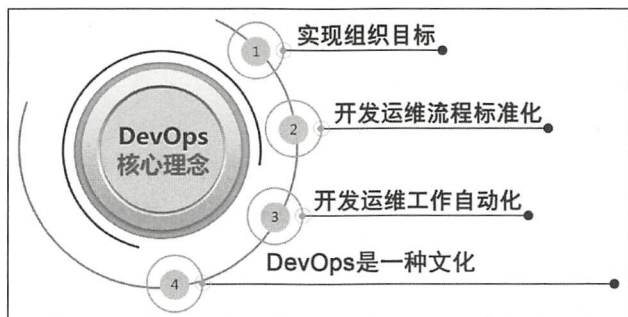 DevOps
核心理念
1
实现组织目标
2
开发运维流程标准化
3
开发运维工作自动化
4
DevOps是一种文化